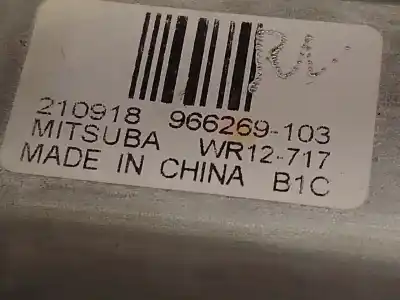 210918 966269-103
MITSUBA WR12-717
MADE IN CHINA B1C